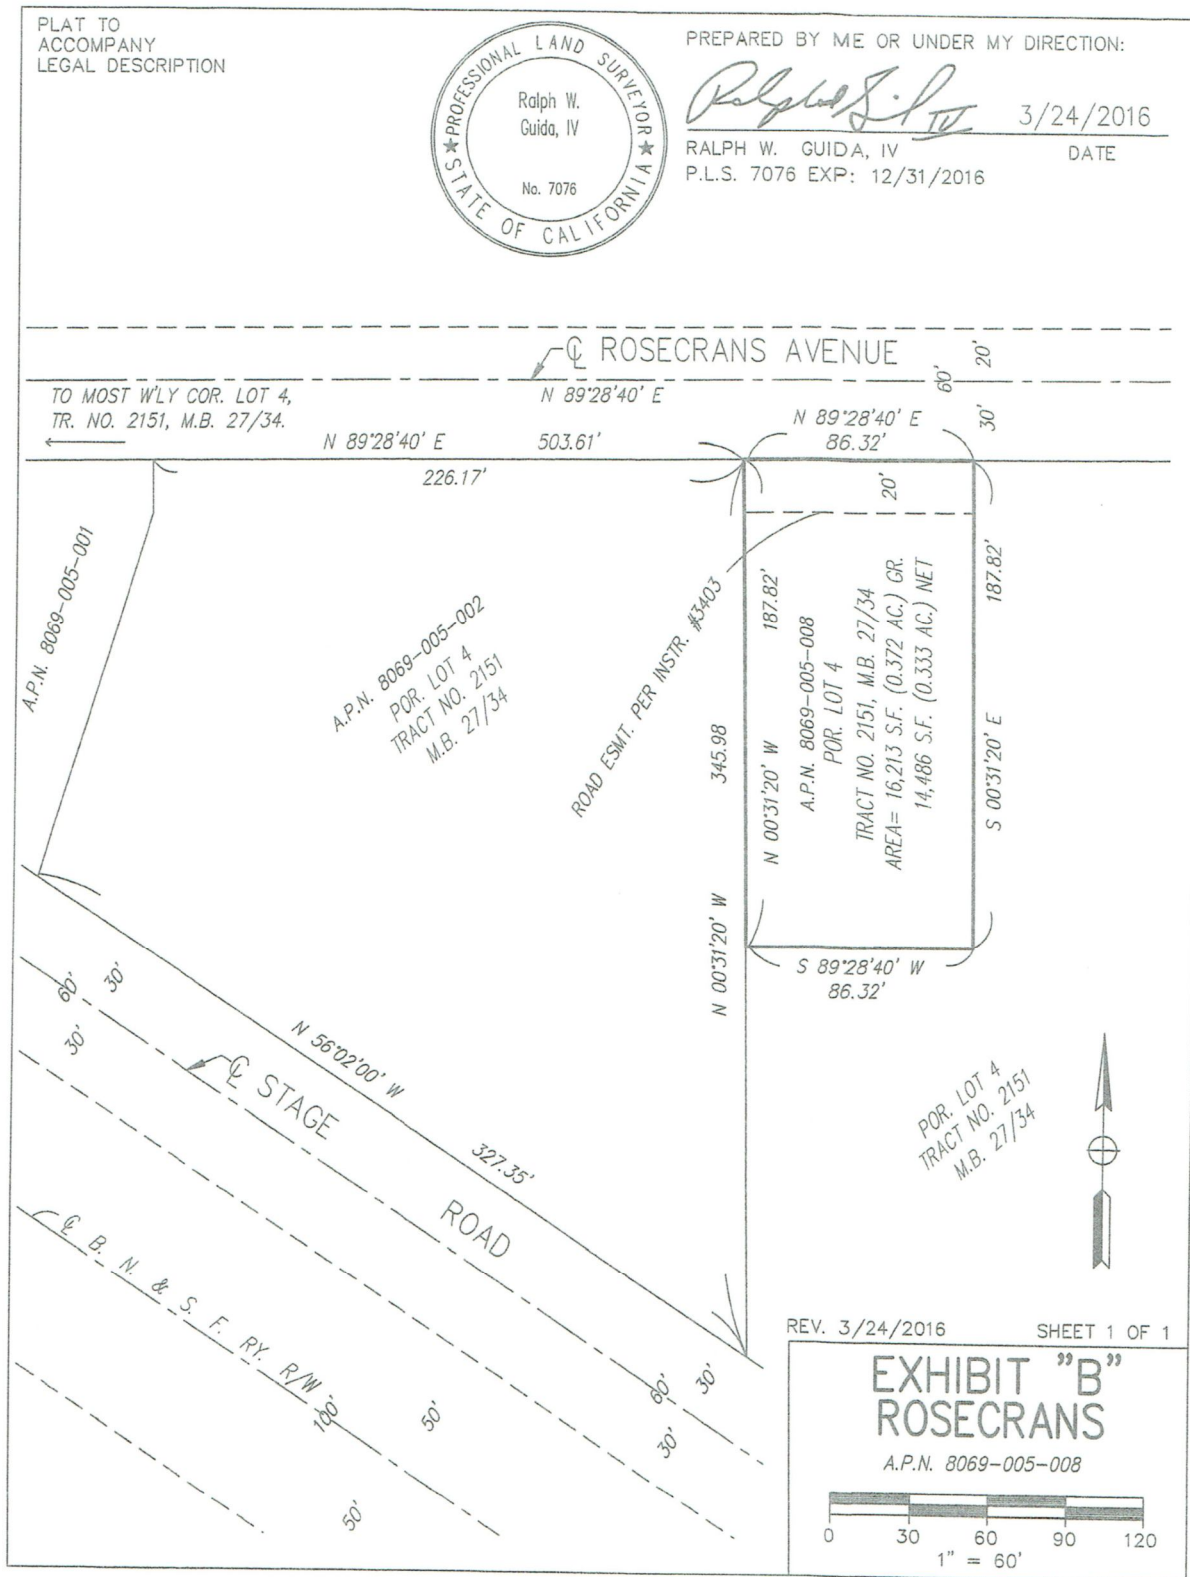 PLAT TO
ACCOMPANY
LEGAL DESCRIPTION
PROFESSIONAL LAND SURVEYOR
STATE OF CALIFORNIA
Ralph W.
Guida, IV
No. 7076
PREPARED BY ME OR UNDER MY DIRECTION:
3/24/2016
RALPH W. GUIDA, IV
DATE
P.L.S. 7076 EXP: 12/31/2016
℄ ROSECRANS AVENUE
20'
60'
30'
N 89°28'40" E
TO MOST W'LY COR. LOT 4,
TR. NO. 2151, M.B. 27/34.
N 89°28'40' E
503.61'
N 89°28'40' E
86.32'
226.17'
20'
A.P.N. 8069-005-001
A.P.N. 8069-005-002
POR. LOT 4
TRACT NO. 2151
M.B. 27/34
ROAD ESMT. PER INSTR. #3403
N 00°31'20' W
345.98
N 00°31'20' W
187.82'
A.P.N. 8069-005-008
POR. LOT 4
TRACT NO. 2151, M.B. 27/34
AREA= 16,213 S.F. (0.372 AC.) GR.
14,486 S.F. (0.333 AC.) NET
S 00°31'20' E
187.82'
S 89°28'40' W
86.32'
60'
30'
30'
N 56°02'00' W
327.35'
℄ STAGE
ROAD
℄ B. N. & S. F. RY. R/W
100'
50'
50'
60'
30'
30'
POR. LOT 4
TRACT NO. 2151
M.B. 27/34
REV. 3/24/2016
SHEET 1 OF 1
EXHIBIT "B"
ROSECRANS
A.P.N. 8069-005-008
0 30 60 90 120
1" = 60'